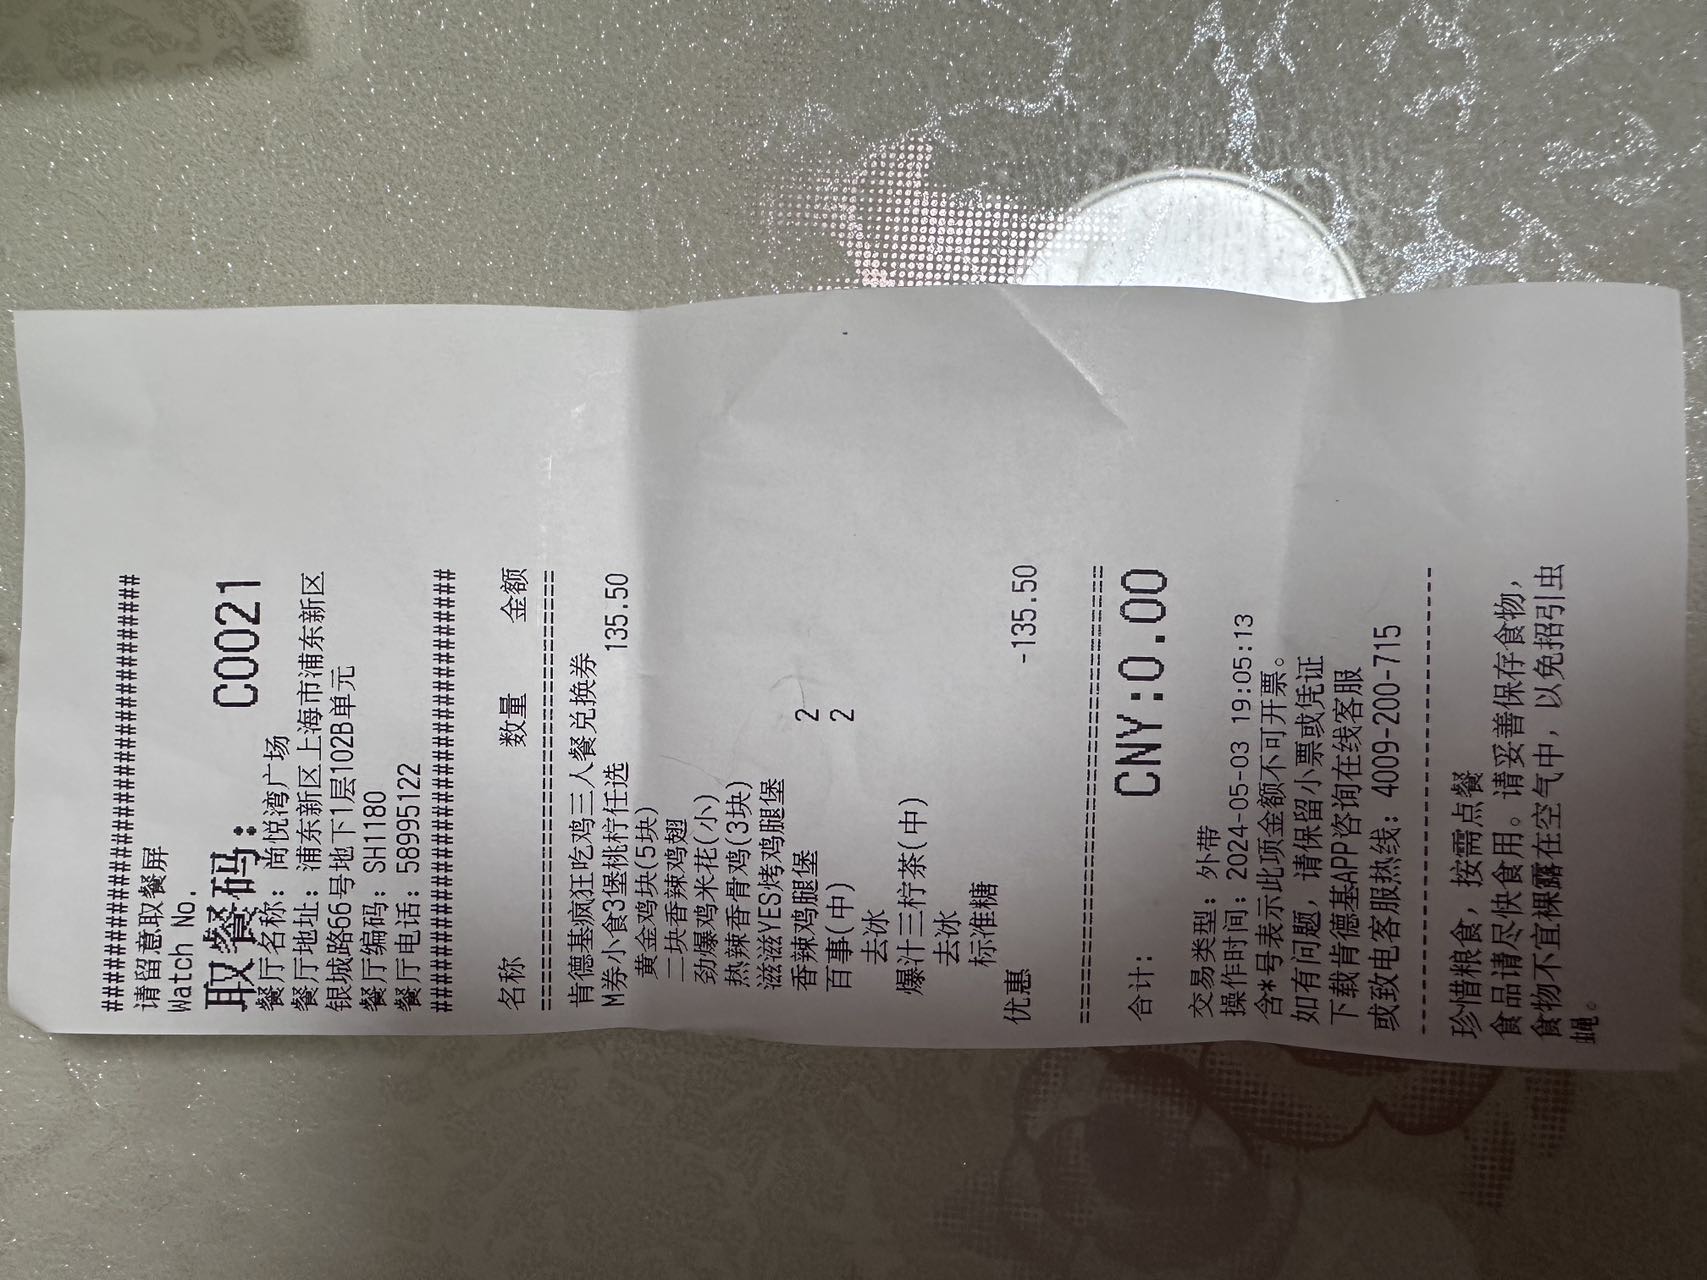 ########################################
请留意取餐屏
Watch No.
取餐码: C0021
餐厅名称: 尚悦湾广场
餐厅地址: 浦东新区上海市浦东新区
银城路66号地下1层102B单元
餐厅编码: SH1180
餐厅电话: 58995122
########################################
名称 数量 金额
========================================
肯德基疯狂吃鸡三人餐兑换券
M券小食3堡桃柠任选 135.50
黄金鸡块(5块)
二块香辣鸡翅
劲爆鸡米花(小)
热辣香骨鸡(3块)
滋滋YES烤鸡腿堡
香辣鸡腿堡 2
百事(中) 2
去冰
爆汁三柠茶(中)
去冰
标准糖
优惠 -135.50
========================================
合计: CNY:0.00
交易类型: 外带
操作时间: 2024-05-03 19:05:13
含*号表示此项金额不可开票。
如有问题, 请保留小票或凭证
下载肯德基APP咨询在线客服
或致电客服热线: 4009-200-715
----------------------------------------
珍惜粮食, 按需点餐
食品请尽快食用。请妥善保存食物,
食物不宜裸露在空气中, 以免招引虫
蝇。